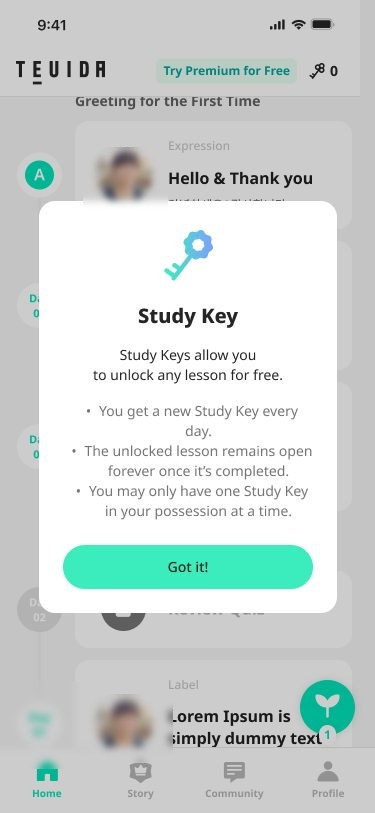 9:41
TEUIDA
Try Premium for Free
0
Greeting for the First Time
Expression
A
Hello & Thank you
Study Key
Study Keys allow you
to unlock any lesson for free.
• You get a new Study Key every
day.
• The unlocked lesson remains open
forever once it’s completed.
• You may only have one Study Key
in your possession at a time.
Got it!
02
Label
Lorem Ipsum is
simply dummy text
1
Home
Story
Community
Profile